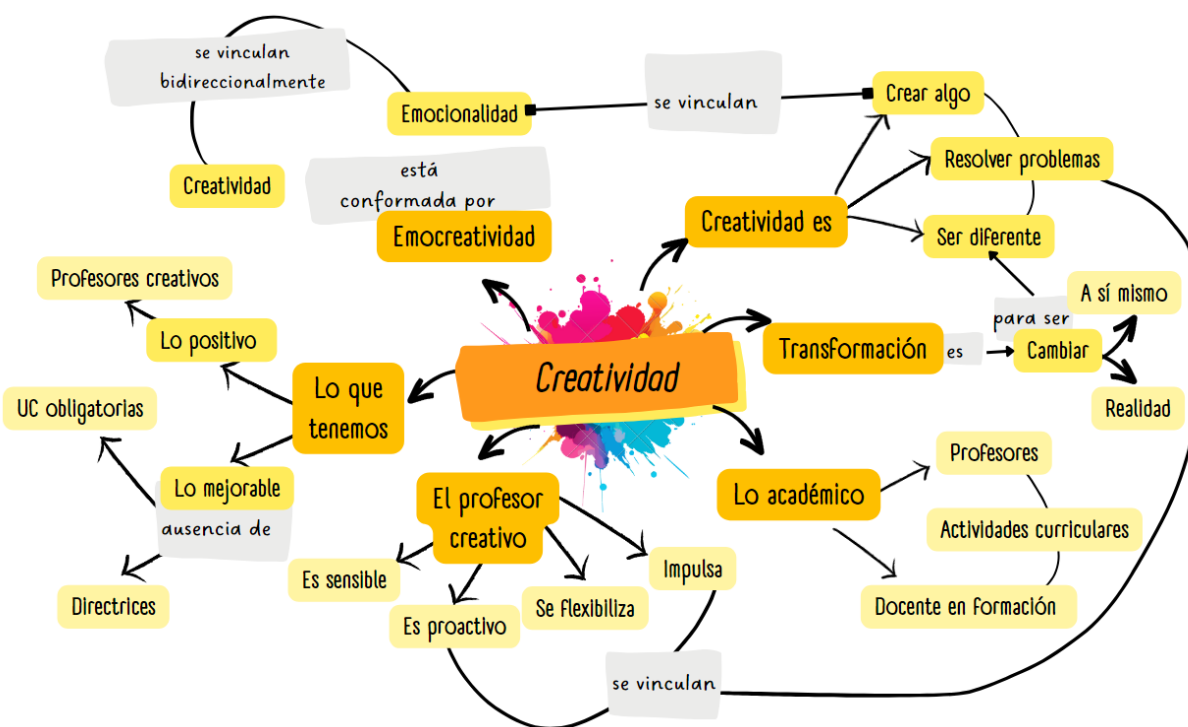 se vinculan
bidireccionalmente
Emocionalidad
se vinculan
Crear algo
Creatividad
está
conformada por
Emocreatividad
Creatividad es
Resolver problemas
Ser diferente
Profesores creativos
Lo positivo
Lo que
tenemos
UC obligatorias
Lo mejorable
ausencia de
Directrices
Creatividad
Transformación
es
Cambiar
para ser
A sí mismo
Realidad
El profesor
creativo
Es sensible
Es proactivo
Se flexibiliza
Impulsa
se vinculan
Lo académico
Profesores
Actividades curriculares
Docente en formación